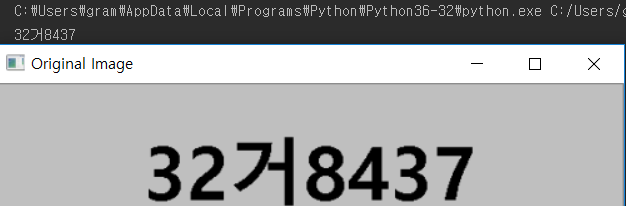 C:₩Users₩gram₩AppData₩Local₩Programs₩Python₩Python36-32₩python.exe C:/Users/g
32거8437
Original Image
32거8437